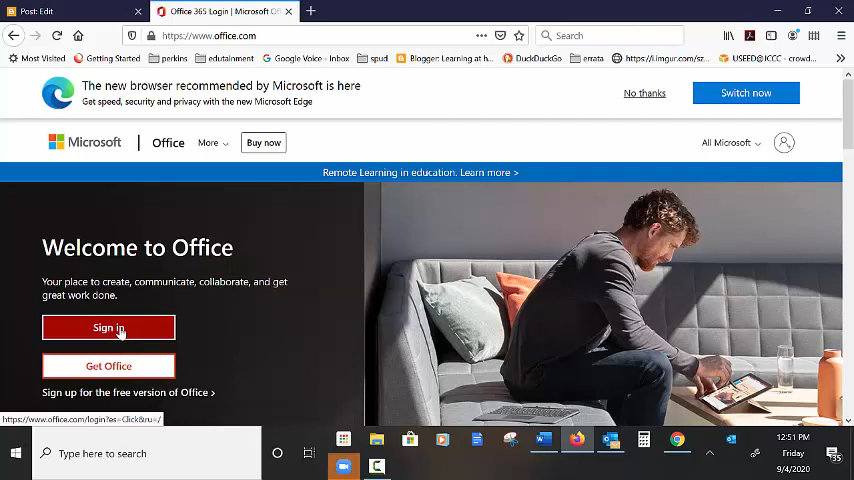 Post: Edit
Office 365 Login | Microsoft Of
https://www.office.com
Search
Most Visited
Getting Started
perkins
edutainment
Google Voice - Inbox
spud
Blogger: Learning at h
DuckDuckGo
errata
https://i.imgur.com/sz...
USEED@JCCC - crowd...
The new browser recommended by Microsoft is here
Get speed, security and privacy with the new Microsoft Edge
No thanks
Switch now
Microsoft
Office
More
Buy now
All Microsoft
Remote Learning in education. Learn more >
Welcome to Office
Your place to create, communicate, collaborate, and get
great work done.
Sign in
Get Office
Sign up for the free version of Office >
https://www.office.com/login?es=Click&ru=/
Type here to search
12:51 PM
Friday
9/4/2020
35